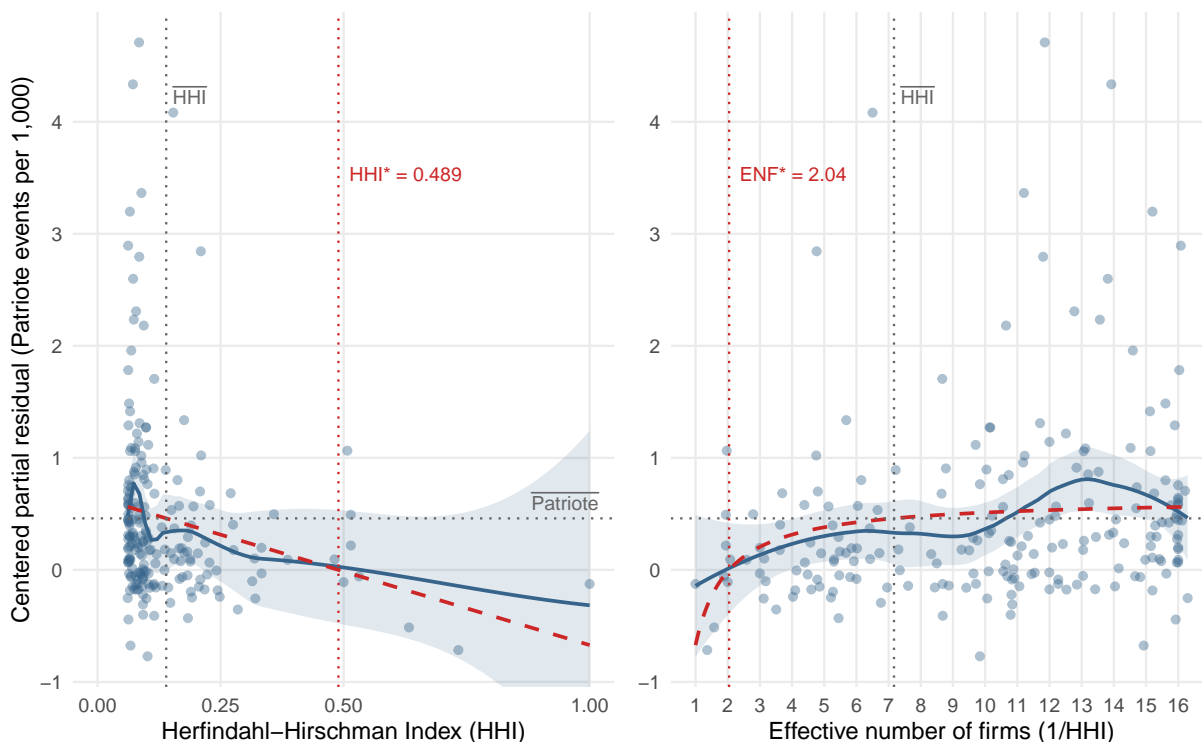 Centered partial residual (Patriote events per 1,000)
4
3
2
1
0
−1
HHI
HHI* = 0.489
Patriote
0.00
0.25
0.50
0.75
1.00
Herfindahl−Hirschman Index (HHI)
4
3
2
1
0
−1
HHI
ENF* = 2.04
1 2 3 4 5 6 7 8 9 10 11 12 13 14 15 16
Effective number of firms (1/HHI)